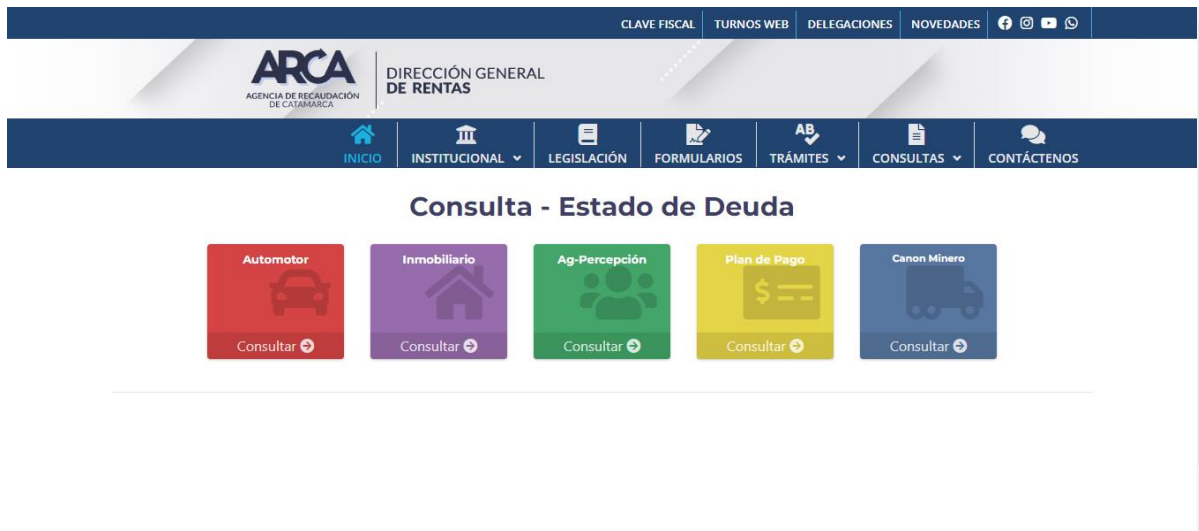 CLAVE FISCAL TURNOS WEB DELEGACIONES NOVEDADES
ARCA
AGENCIA DE RECAUDACIÓN
DE CATAMARCA
DIRECCIÓN GENERAL
DE RENTAS
INICIO INSTITUCIONAL LEGISLACIÓN FORMULARIOS TRÁMITES CONSULTAS CONTÁCTENOS
Consulta - Estado de Deuda
Automotor Inmobiliario Ag-Percepción Plan de Pago Canon Minero
Consultar Consultar Consultar Consultar Consultar